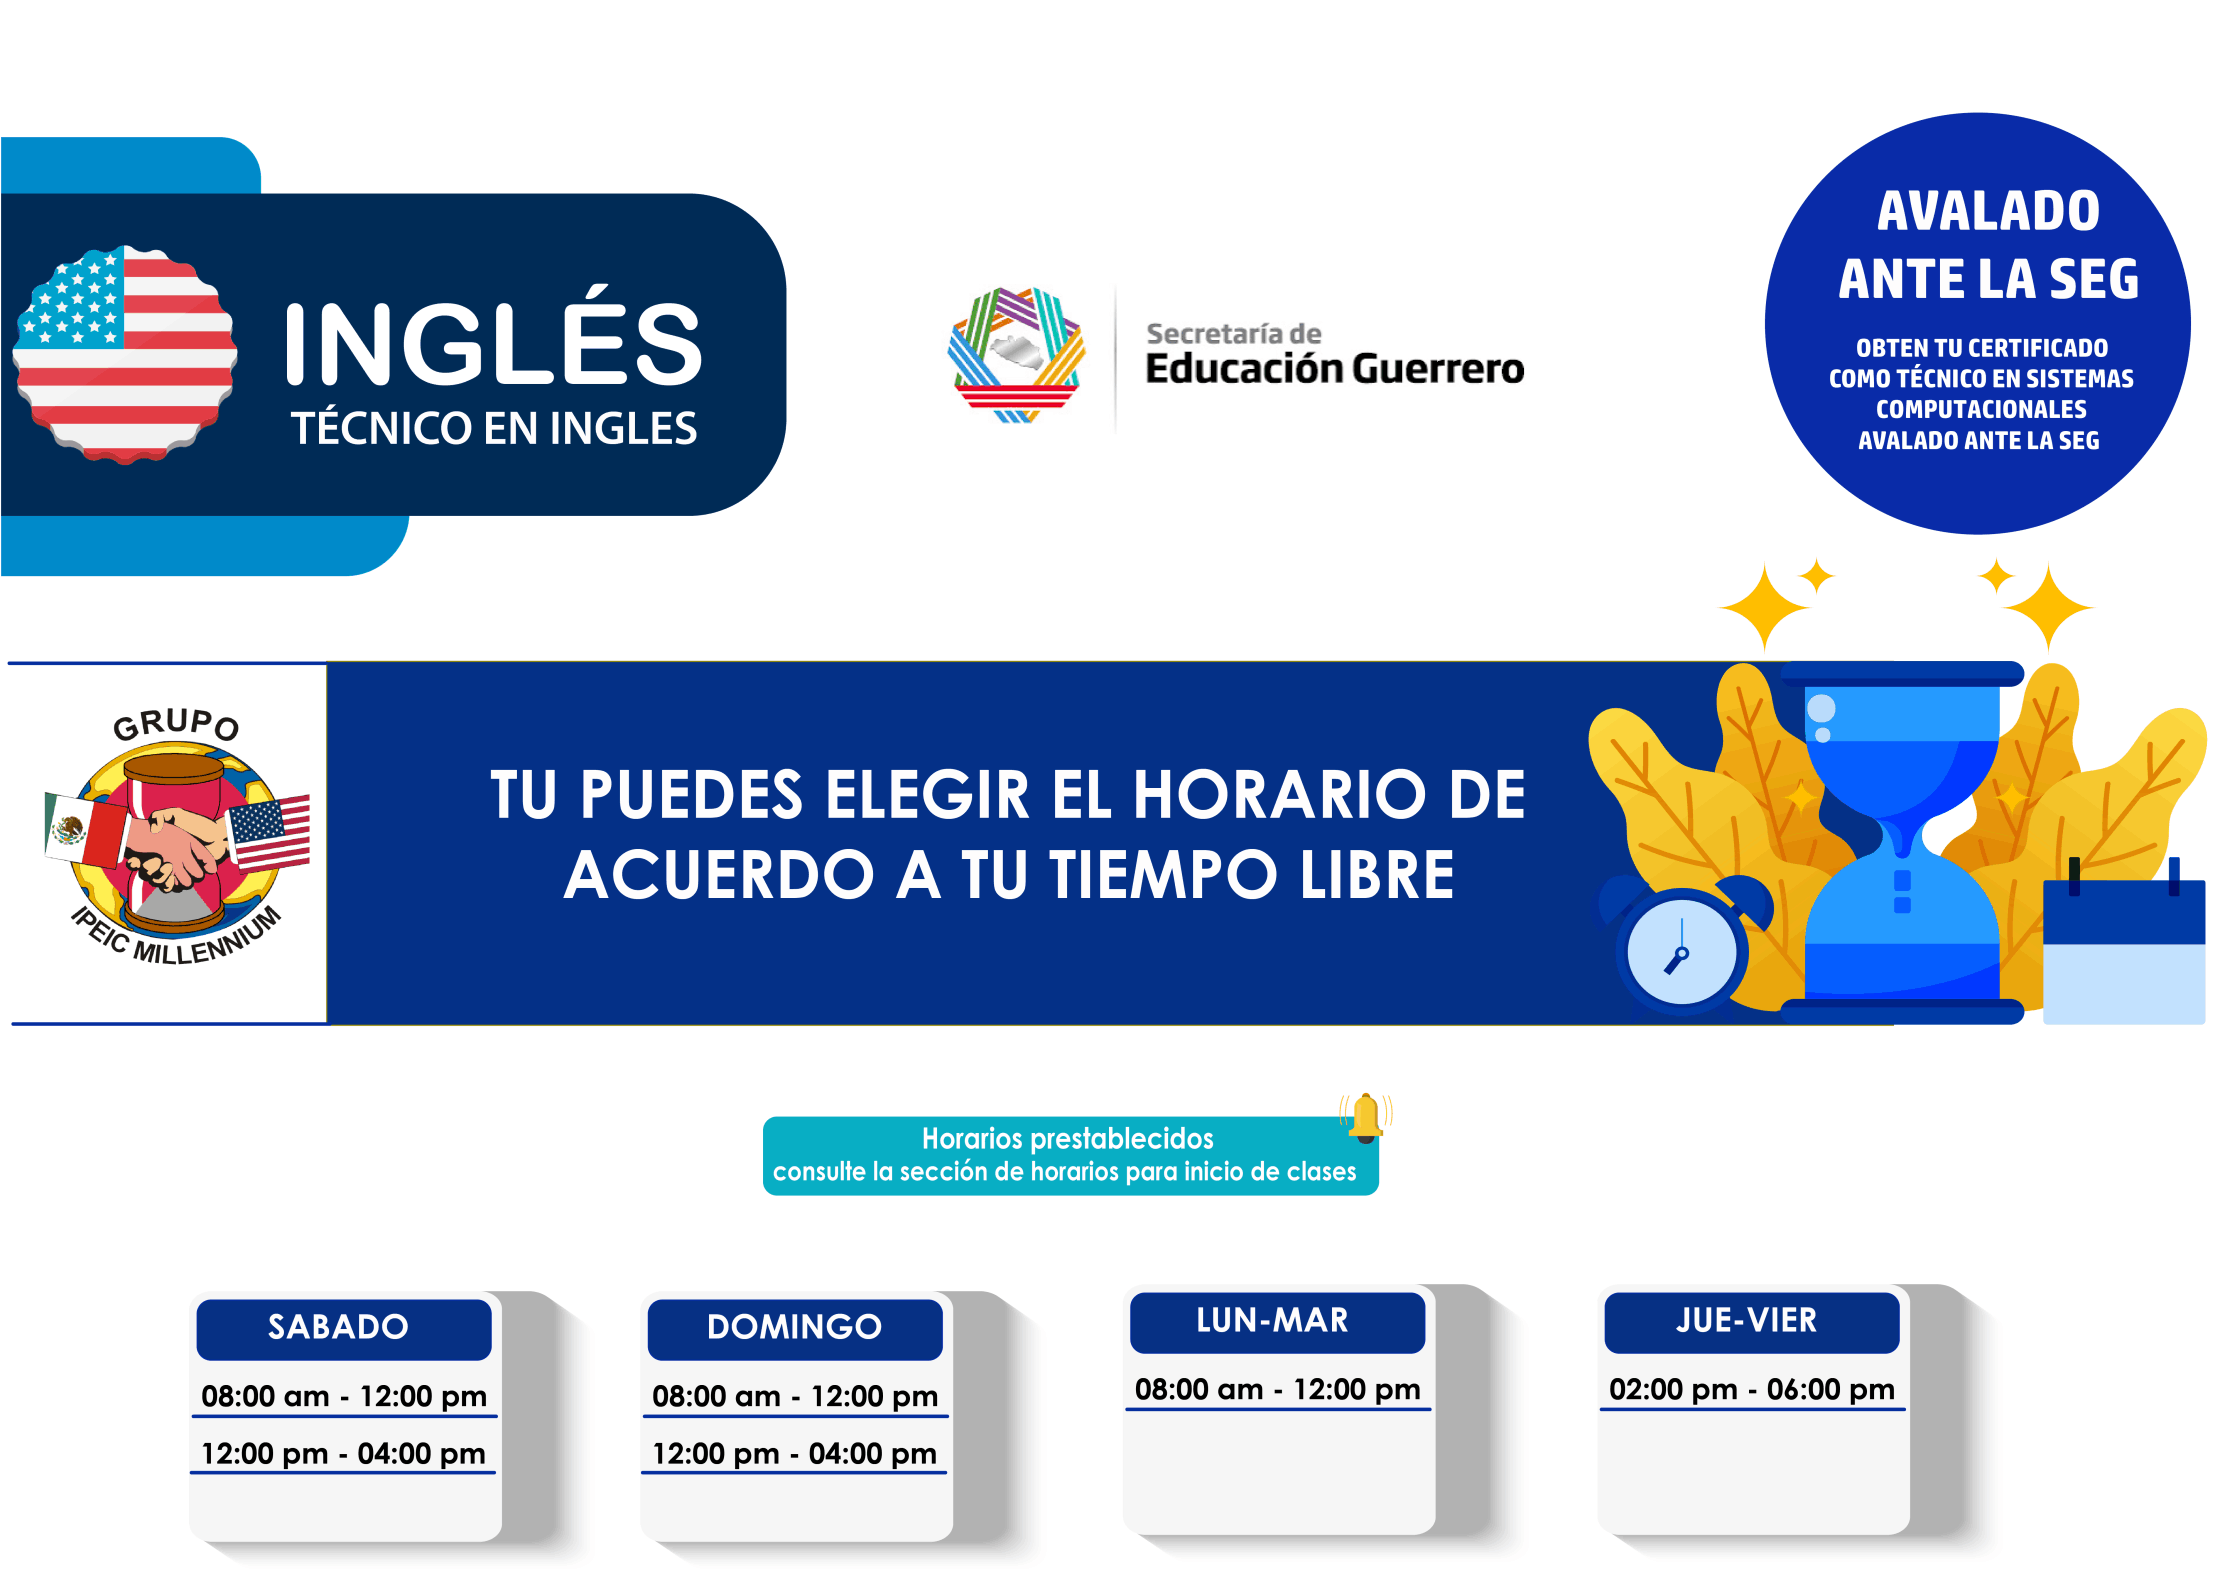 INGLÉS
TÉCNICO EN INGLES
Secretaría de
Educación Guerrero
AVALADO
ANTE LA SEG
OBTEN TU CERTIFICADO
COMO TÉCNICO EN SISTEMAS
COMPUTACIONALES
AVALADO ANTE LA SEG
GRUPO
IPEIC MILLENNIUM
TU PUEDES ELEGIR EL HORARIO DE
ACUERDO A TU TIEMPO LIBRE
Horarios prestablecidos
consulte la sección de horarios para inicio de clases
SABADO
08:00 am - 12:00 pm
12:00 pm - 04:00 pm
DOMINGO
08:00 am - 12:00 pm
12:00 pm - 04:00 pm
LUN-MAR
08:00 am - 12:00 pm
JUE-VIER
02:00 pm - 06:00 pm